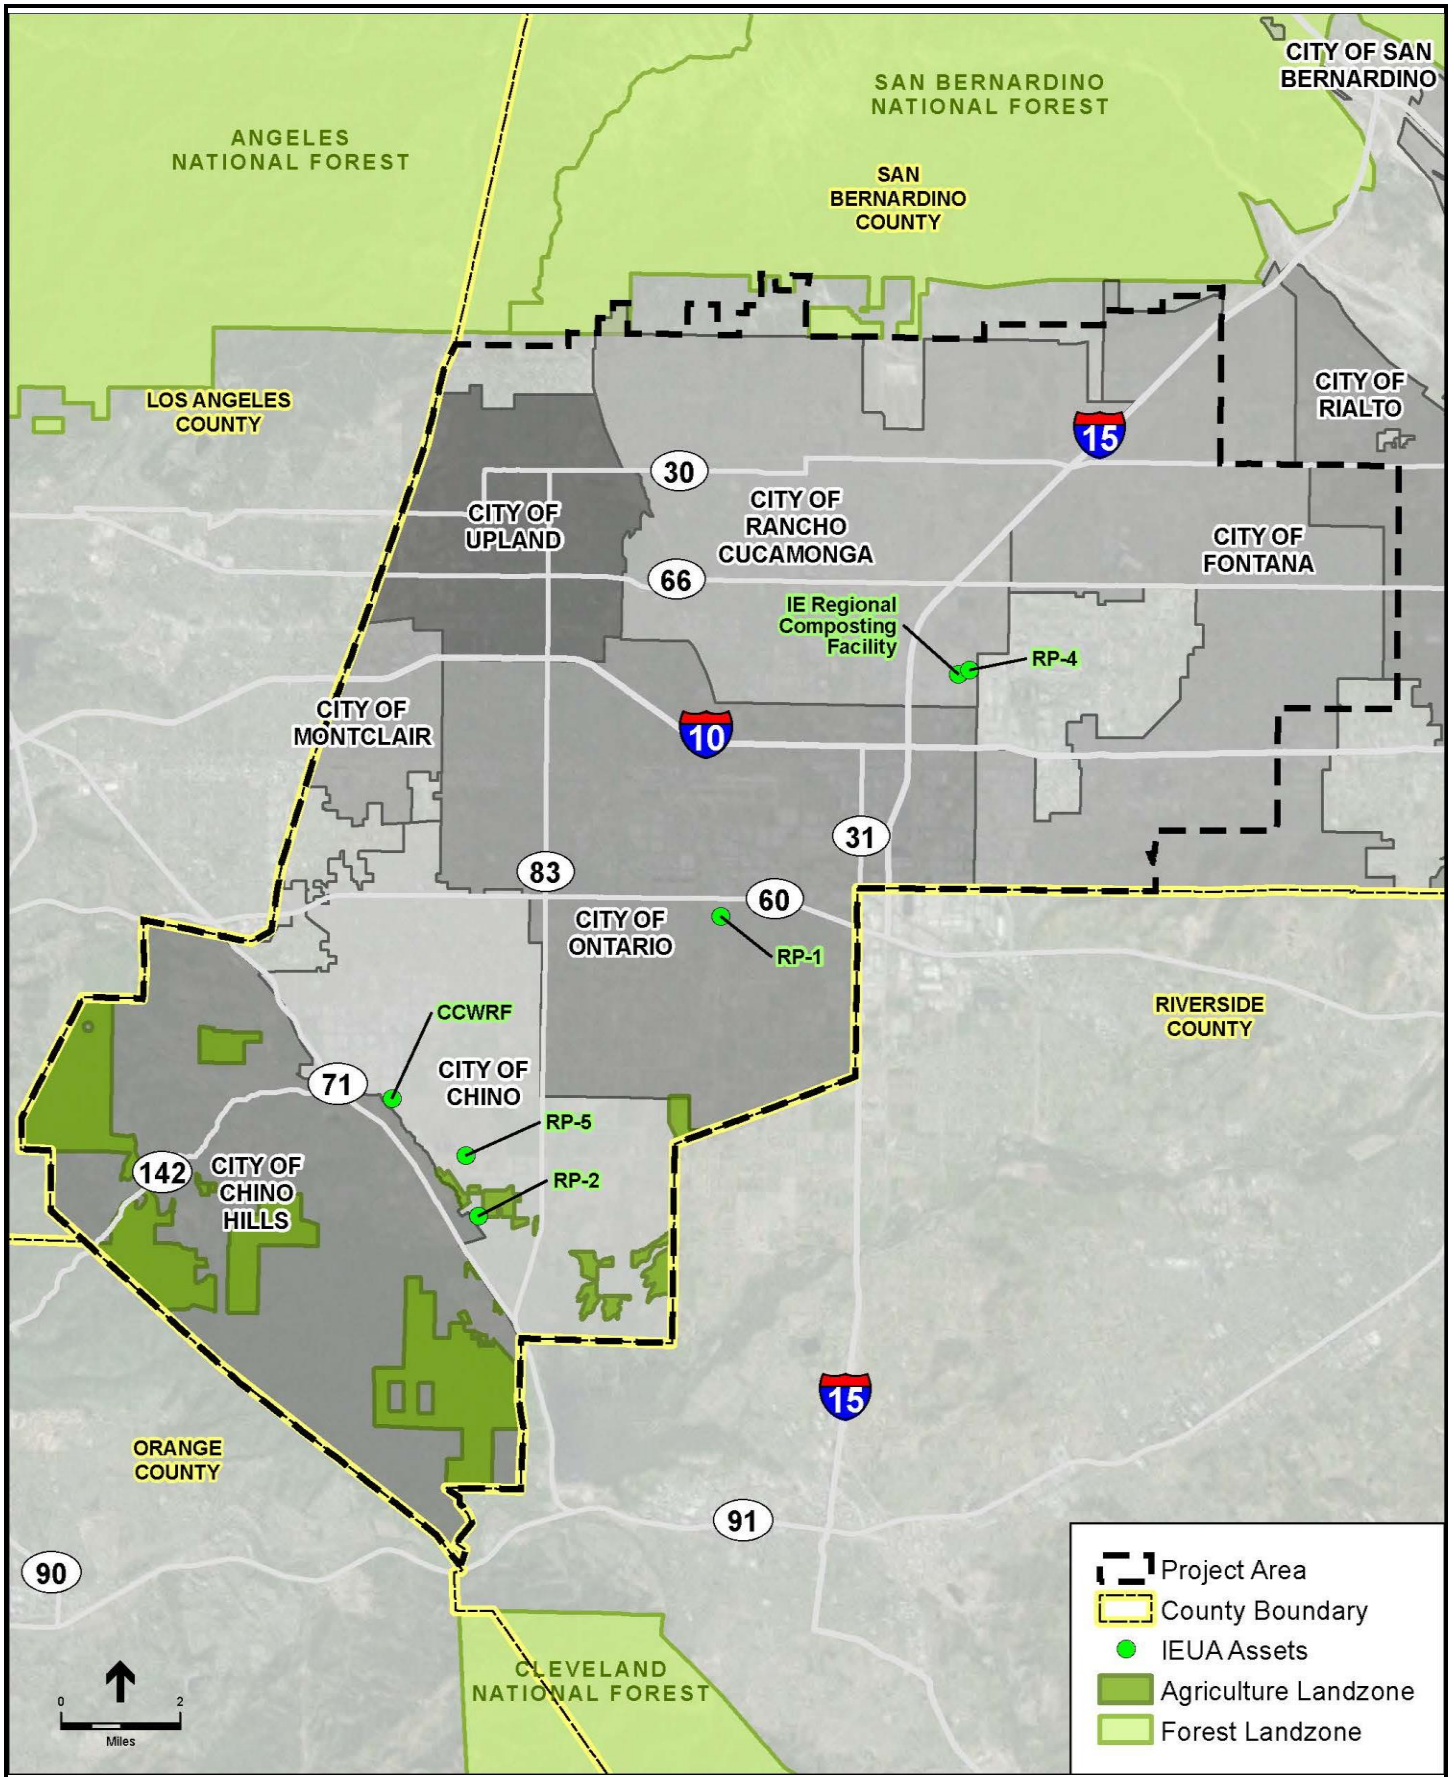 CITY OF SAN
BERNARDINO
SAN BERNARDINO
NATIONAL FOREST
ANGELES
NATIONAL FOREST
SAN
BERNARDINO
COUNTY
LOS ANGELES
COUNTY
CITY OF
RIALTO
15
30
CITY OF
UPLAND
CITY OF
RANCHO
CUCAMONGA
CITY OF
FONTANA
66
IE Regional
Composting
Facility
RP-4
CITY OF
MONTCLAIR
10
31
83
60
CITY OF
ONTARIO
RP-1
CCWRF
RIVERSIDE
COUNTY
71
CITY OF
CHINO
RP-5
142
CITY OF
CHINO
HILLS
RP-2
15
ORANGE
COUNTY
91
90
CLEVELAND
NATIONAL FOREST
0 2
Miles
Project Area
County Boundary
IEUA Assets
Agriculture Landzone
Forest Landzone